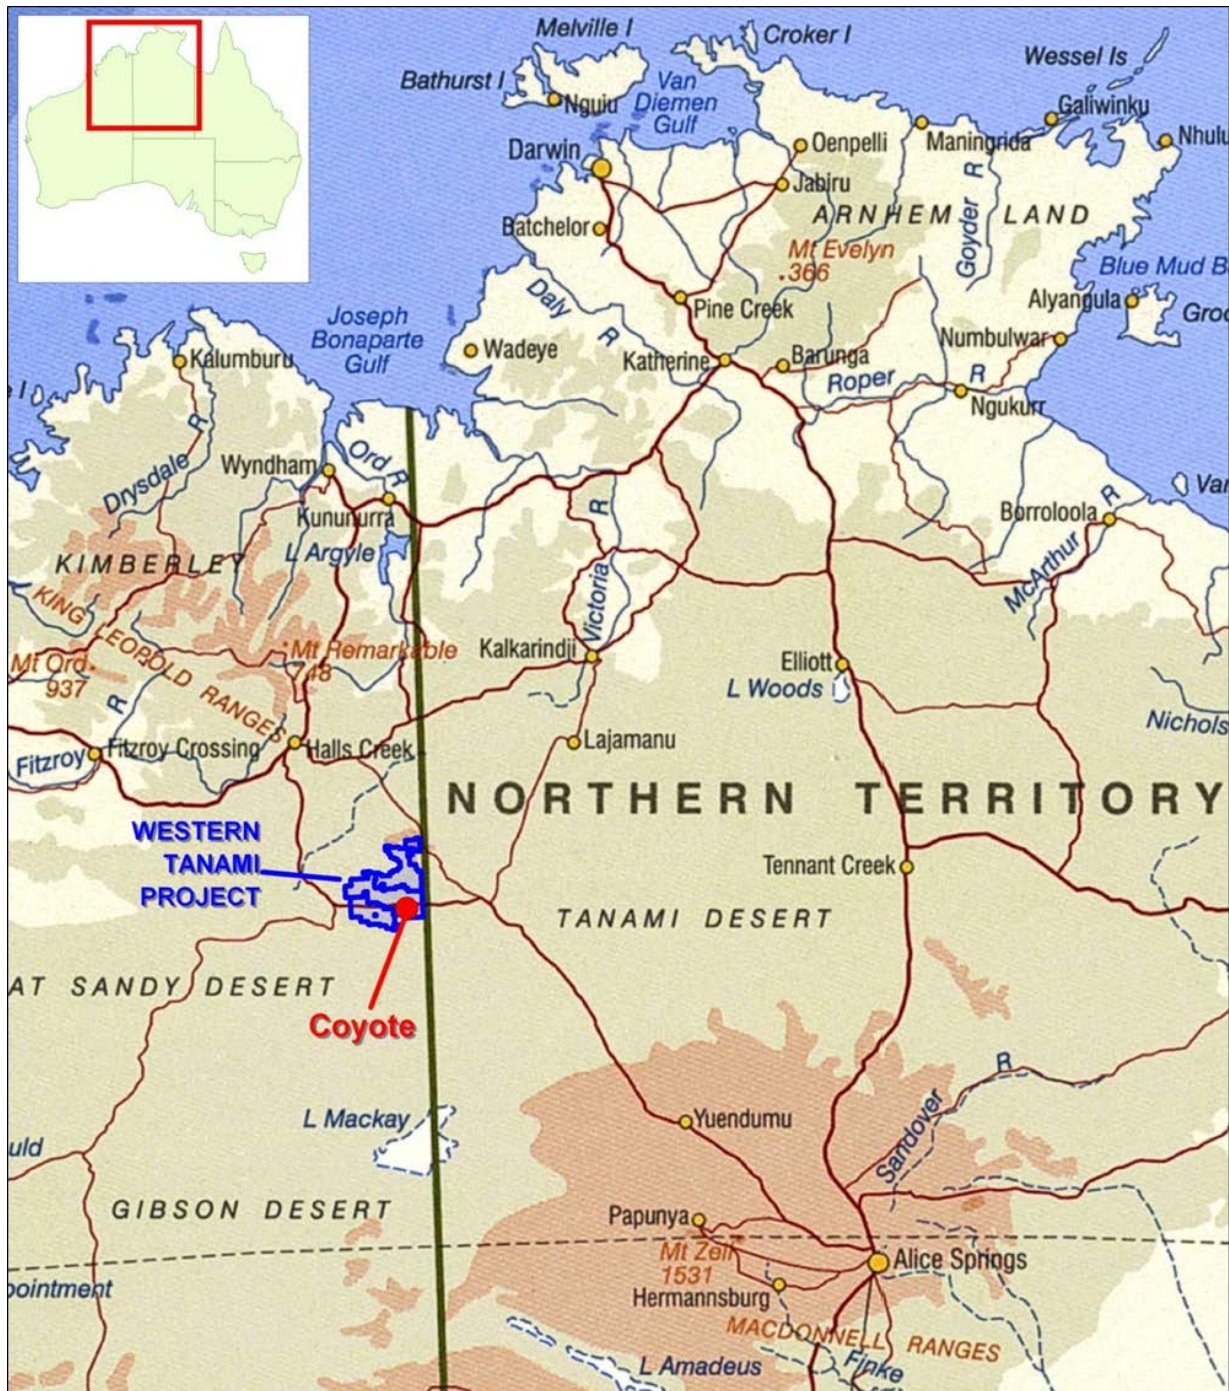 Melville I
Croker I
Wessel Is
Bathurst I
Van
Diemen
Gulf
Nguiu
Galiwinku
Darwin
Oenpelli
Maningrida
Nhulu
Jabiru
Goyder R
Batchelor
ARNHEM LAND
Mt Evelyn
366
Blue Mud B
Daly R
Alyangula
Groo
Joseph
Bonaparte
Gulf
Pine Creek
Numbulwar
Kalumburu
Wadeye
Katherine
Barunga
Roper R
e I
Ngukurr
Drysdale R
Wyndham
Ord R
R
Van
Kununurra
Borroloola
L Argyle
KIMBERLEY
Victoria
McArthur
R
KING LEOPOLD RANGES
Mt Remarkable
748
Kalkarindji
Mt Ord
937
Elliott
L Woods
R
Nichols
Fitzroy
Fitzroy Crossing
Halls Creek
Lajamanu
NORTHERN TERRITORY
WESTERN
TANAMI
PROJECT
Tennant Creek
TANAMI DESERT
AT SANDY DESERT
Coyote
R
L Mackay
Yuendumu
Sandover
uld
GIBSON DESERT
Papunya
Mt Zeil
1531
Alice Springs
pointment
Hermannsburg
MACDONNELL RANGES
L Amadeus
Finke